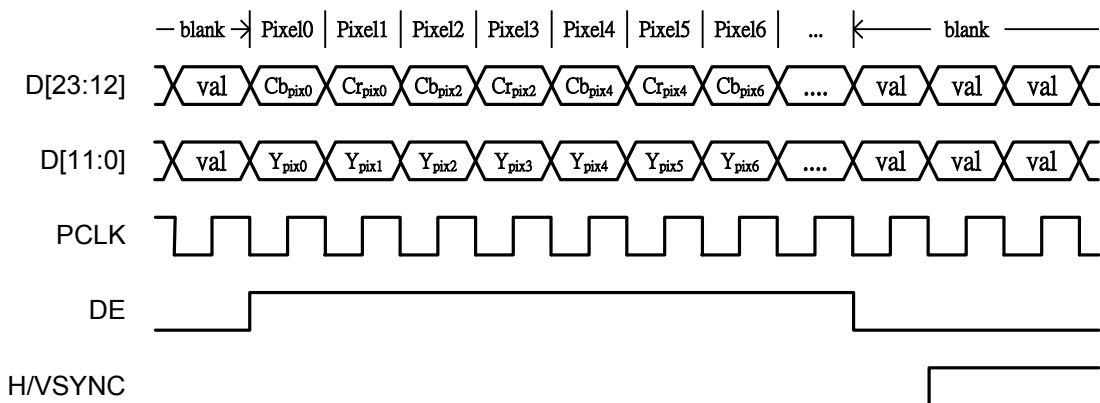 blank Pixel0 Pixel1 Pixel2 Pixel3 Pixel4 Pixel5 Pixel6 ... blank
D[23:12] val Cbpix0 Crpix0 Cbpix2 Crpix2 Cbpix4 Crpix4 Cbpix6 .... val val val
D[11:0] val Ypix0 Ypix1 Ypix2 Ypix3 Ypix4 Ypix5 Ypix6 .... val val val
PCLK
DE
H/VSYNC